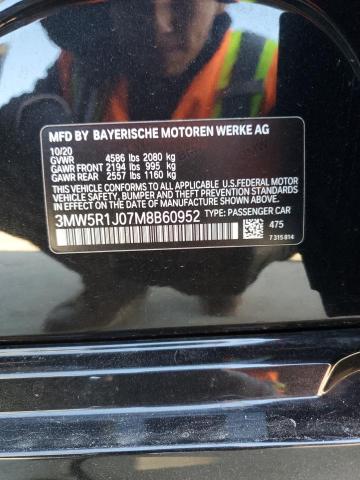 MFD BY BAYERISCHE MOTOREN WERKE AG
10/20
GVWR 4586 lbs 2080 kg
GAWR FRONT 2194 lbs 995 kg
GAWR REAR 2557 lbs 1160 kg
THIS VEHICLE CONFORMS TO ALL APPLICABLE U.S.FEDERAL MOTOR
VEHICLE SAFETY, BUMPER, AND THEFT PREVENTION STANDARDS
IN EFFECT ON THE DATE OF MANUFACTURE SHOWN ABOVE.
3MW5R1J07M8B60952 TYPE: PASSENGER CAR
475
7315814